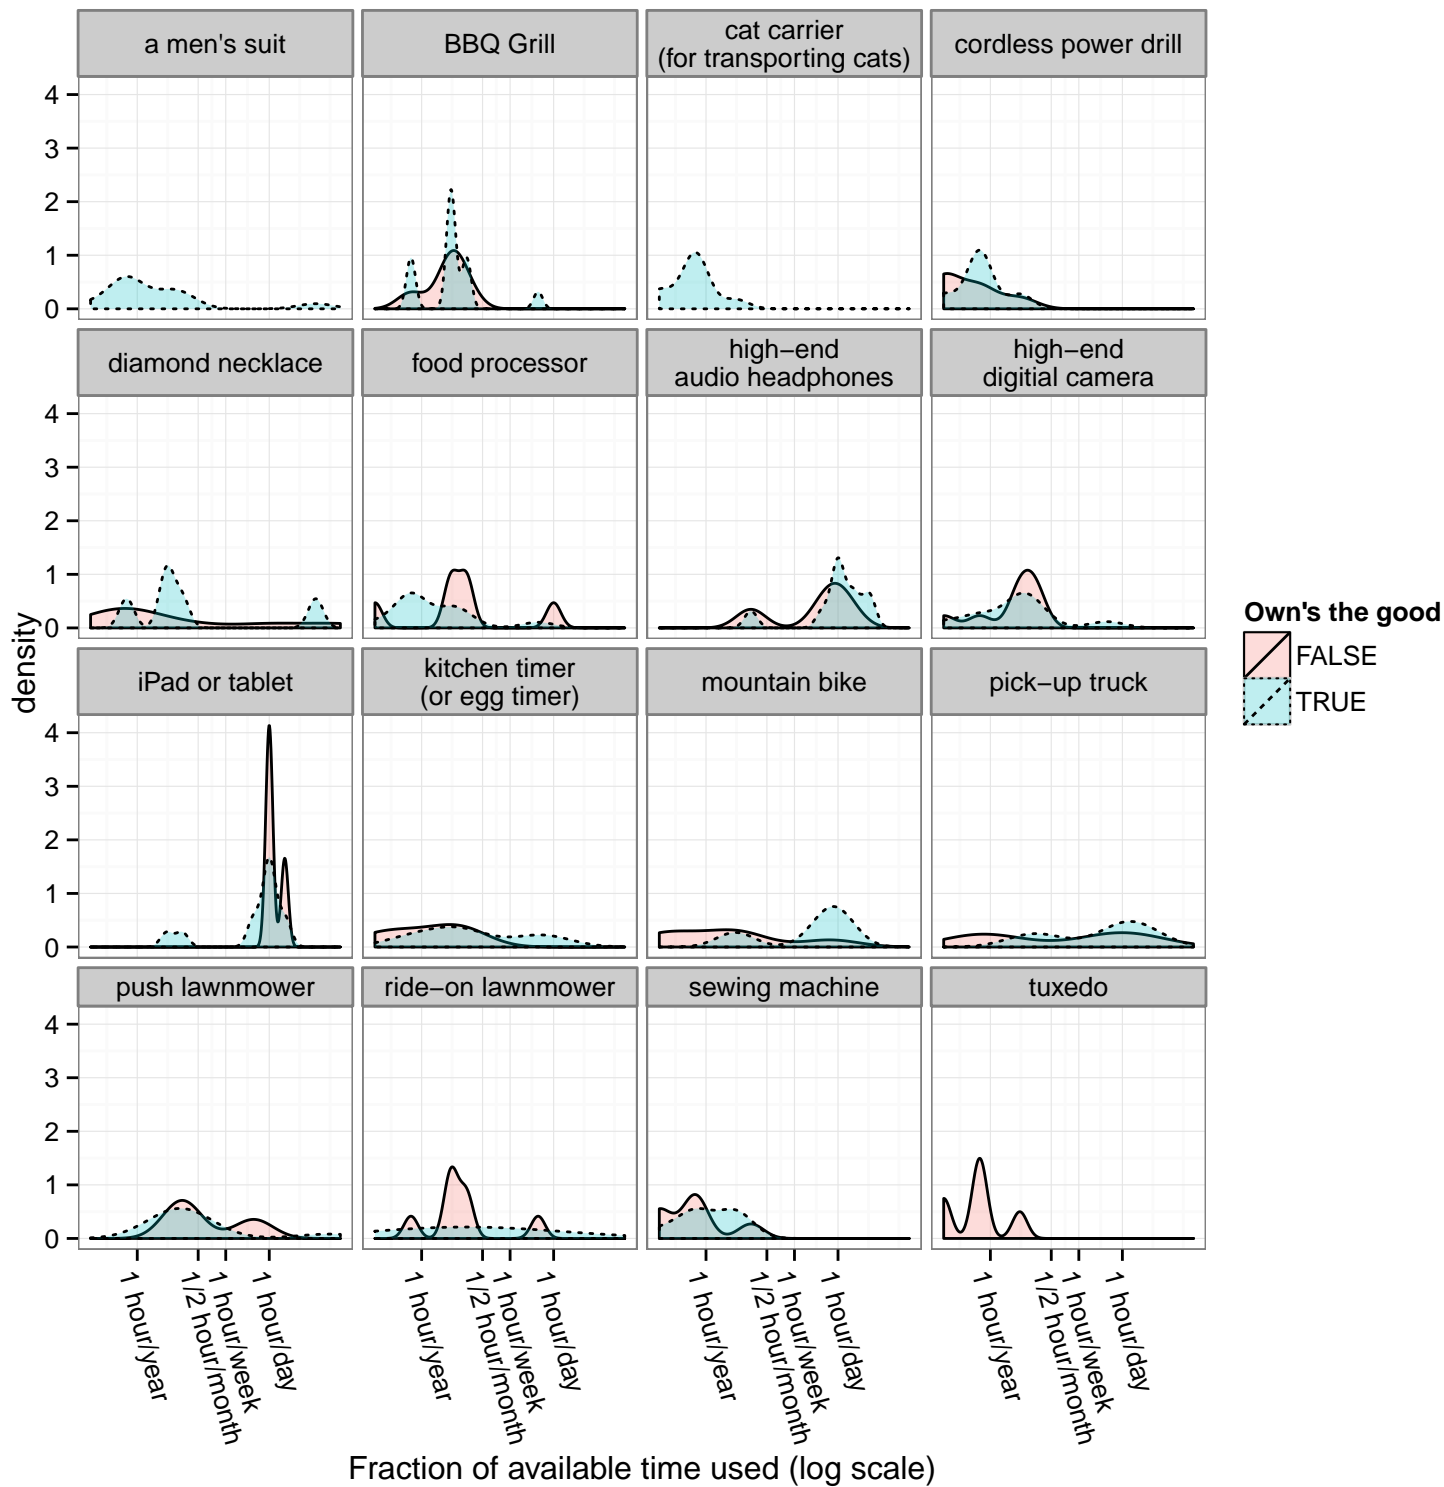 a men's suit
BBQ Grill
cat carrier
(for transporting cats)
cordless power drill
4
3
2
1
0
diamond necklace
food processor
high−end
audio headphones
high−end
digitial camera
4
3
2
1
0
iPad or tablet
kitchen timer
(or egg timer)
mountain bike
pick−up truck
4
3
2
1
0
push lawnmower
ride−on lawnmower
sewing machine
tuxedo
4
3
2
1
0
density
1 hour/year
1/2 hour/month
1 hour/week
1 hour/day
1 hour/year
1/2 hour/month
1 hour/week
1 hour/day
1 hour/year
1/2 hour/month
1 hour/week
1 hour/day
1 hour/year
1/2 hour/month
1 hour/week
1 hour/day
Fraction of available time used (log scale)
Own's the good
FALSE
TRUE